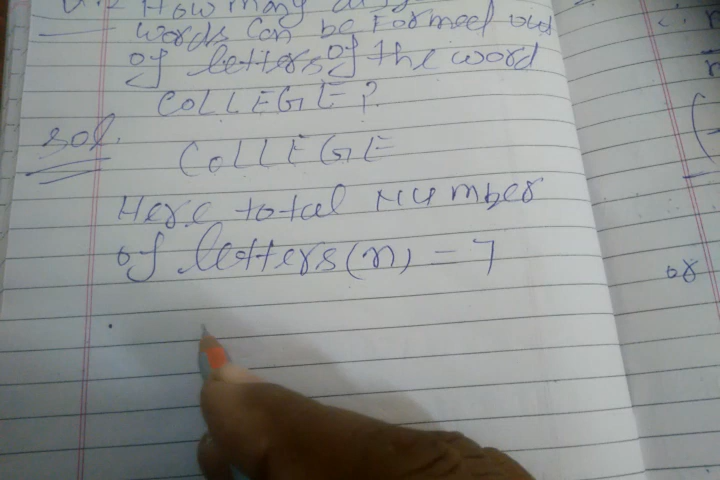 How many
words can be formed out
of letters of the word
COLLEGE?
Sol.
COLLEGE
Here total number
of letters (n) = 7
or